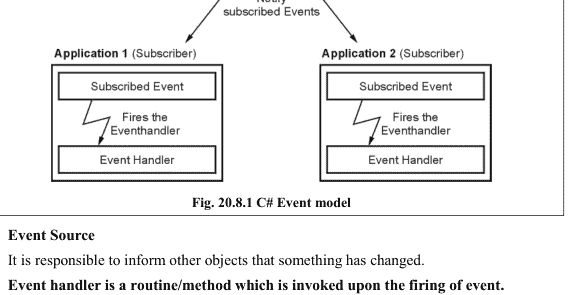 Notify
subscribed Events
Application 1 (Subscriber)
Application 2 (Subscriber)
Subscribed Event
Subscribed Event
Fires the
Eventhandler
Fires the
Eventhandler
Event Handler
Event Handler
Fig. 20.8.1 C# Event model
Event Source
It is responsible to inform other objects that something has changed.
Event handler is a routine/method which is invoked upon the firing of event.